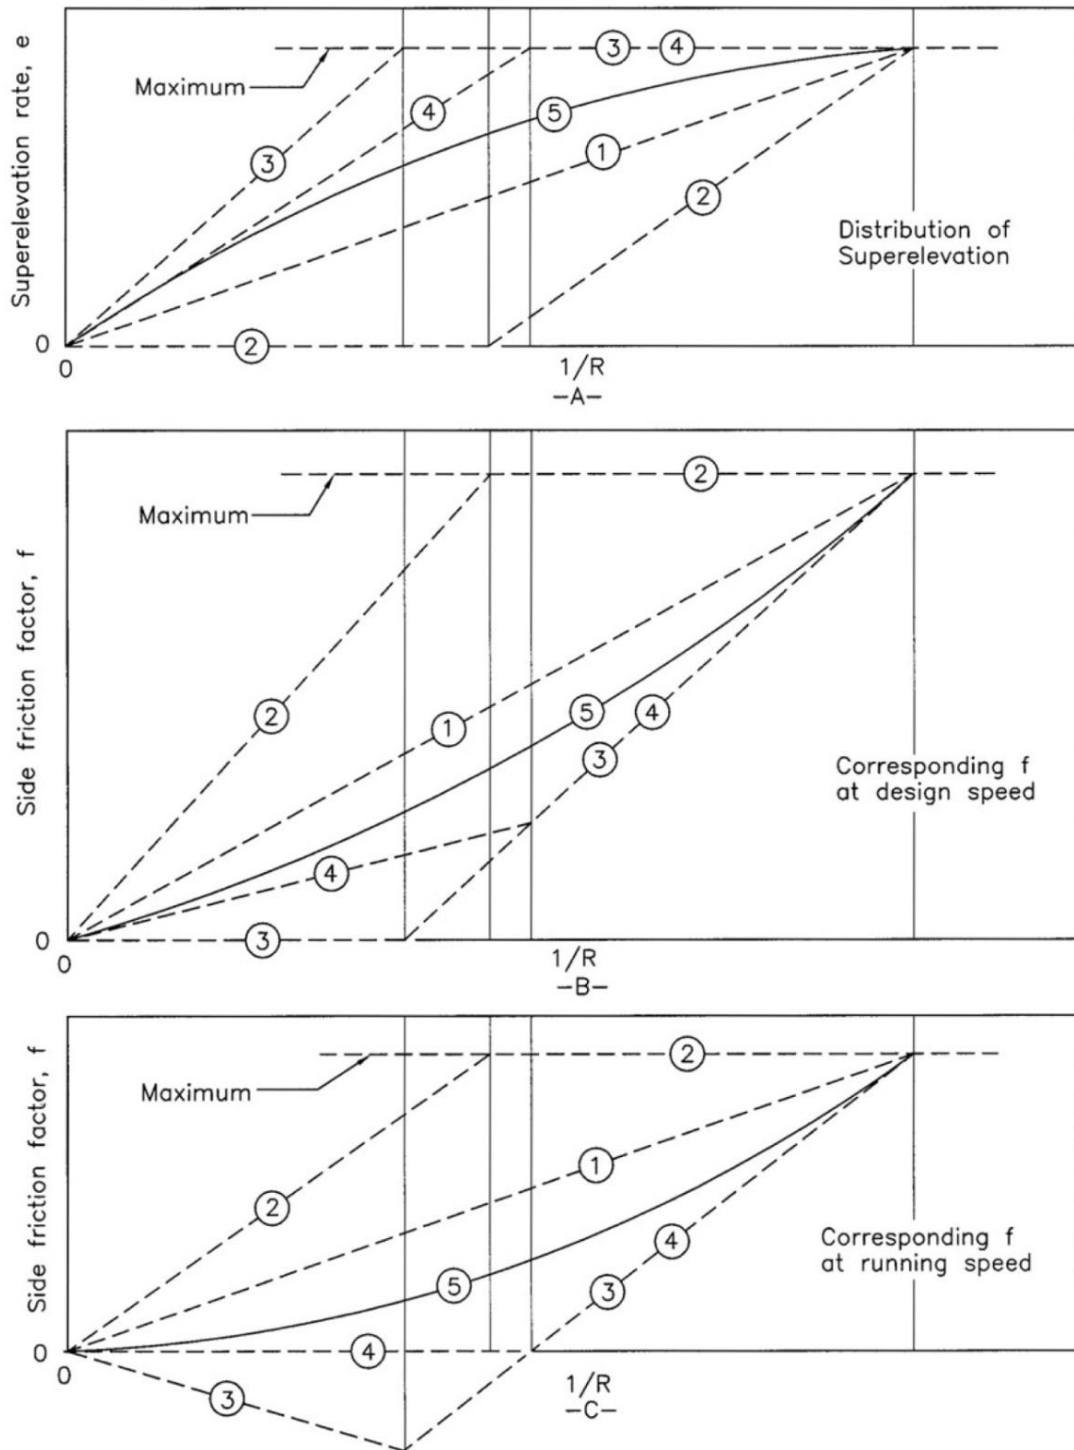 Superelevation rate, e
Maximum
③ ④
④
⑤
③
①
②
Distribution of
Superelevation
②
0
0
1/R
–A–
Side friction factor, f
Maximum
②
②
①
⑤
④
③
Corresponding f
at design speed
④
③
0
0
1/R
–B–
Side friction factor, f
Maximum
②
①
②
④
Corresponding f
at running speed
⑤
③
④
③
0
0
1/R
–C–